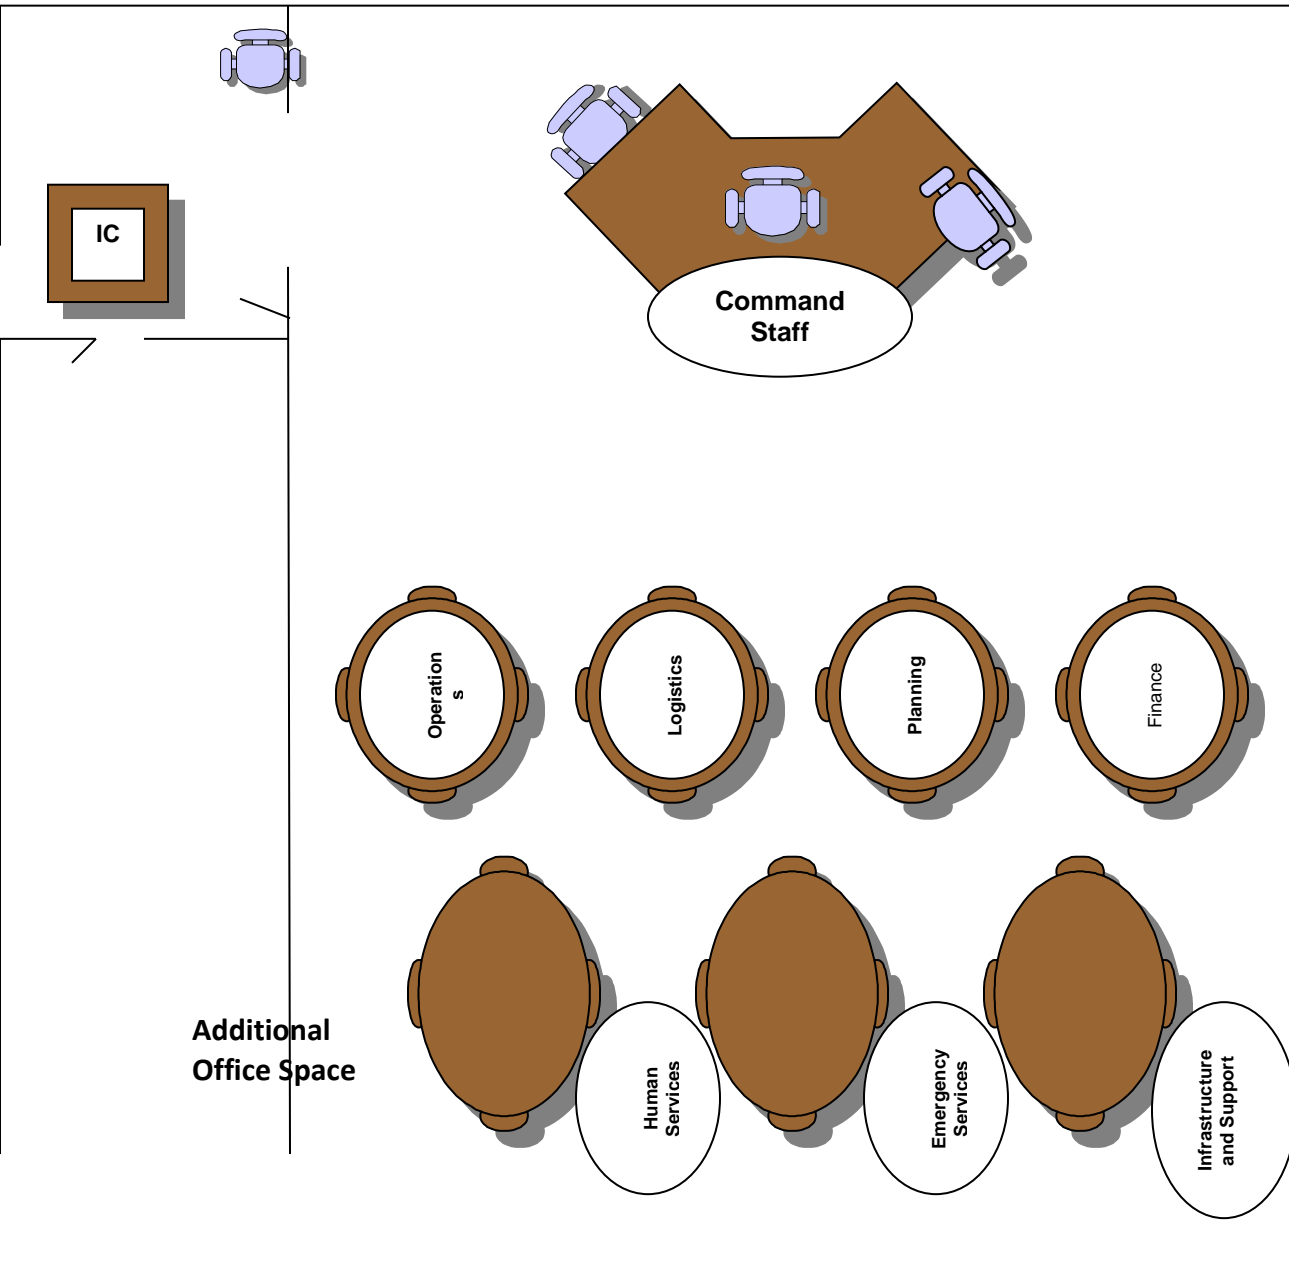 IC
Command
Staff
Operation
s
Logistics
Planning
Finance
Additional
Office Space
Human
Services
Emergency
Services
Infrastructure
and Support